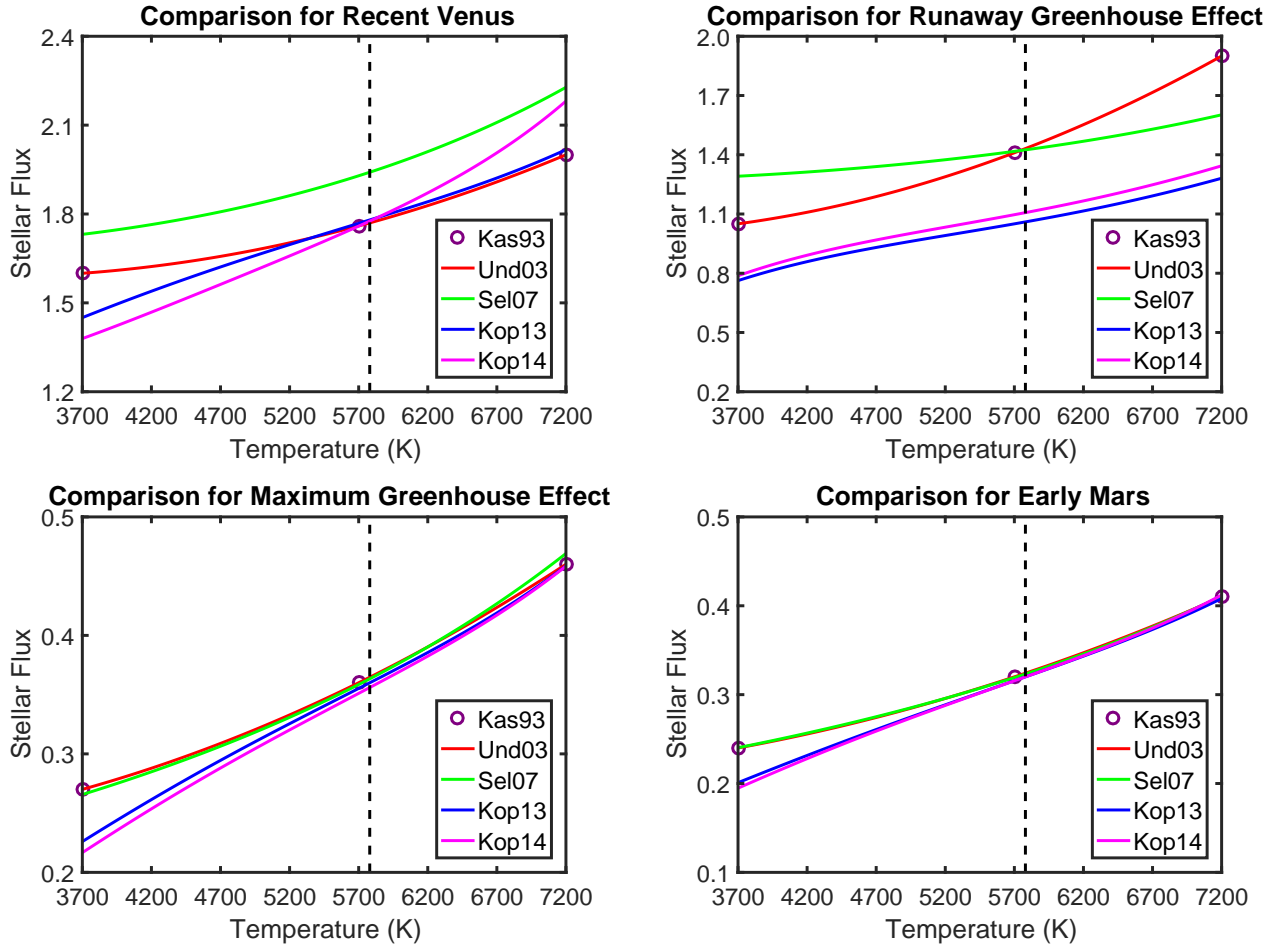 Comparison for Recent Venus
Stellar Flux
2.4
2.1
1.8
1.5
1.2
Kas93
Und03
Sel07
Kop13
Kop14
3700 4200 4700 5200 5700 6200 6700 7200
Temperature (K)
Comparison for Runaway Greenhouse Effect
Stellar Flux
2.0
1.7
1.4
1.1
0.8
0.5
0.2
Kas93
Und03
Sel07
Kop13
Kop14
3700 4200 4700 5200 5700 6200 6700 7200
Temperature (K)
Comparison for Maximum Greenhouse Effect
Stellar Flux
0.5
0.4
0.3
0.2
Kas93
Und03
Sel07
Kop13
Kop14
3700 4200 4700 5200 5700 6200 6700 7200
Temperature (K)
Comparison for Early Mars
Stellar Flux
0.5
0.4
0.3
0.2
0.1
Kas93
Und03
Sel07
Kop13
Kop14
3700 4200 4700 5200 5700 6200 6700 7200
Temperature (K)